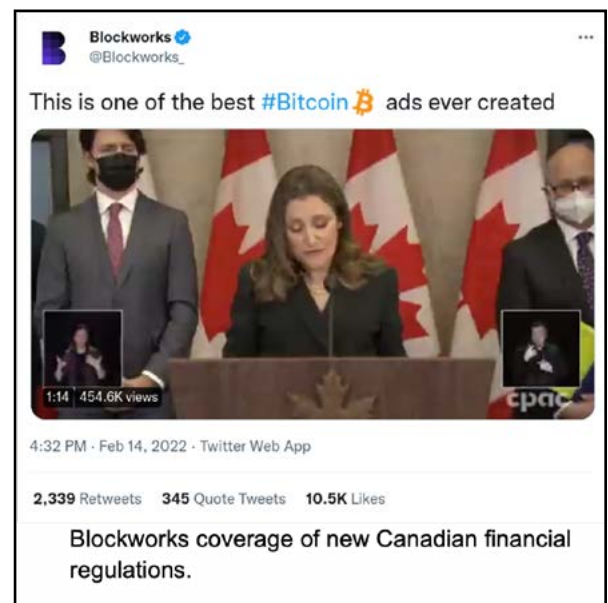 Blockworks
@Blockworks_
This is one of the best #Bitcoin ads ever created
1:14 454.6K views
cpac
4:32 PM · Feb 14, 2022 · Twitter Web App
2,339 Retweets 345 Quote Tweets 10.5K Likes
Blockworks coverage of new Canadian financial
regulations.